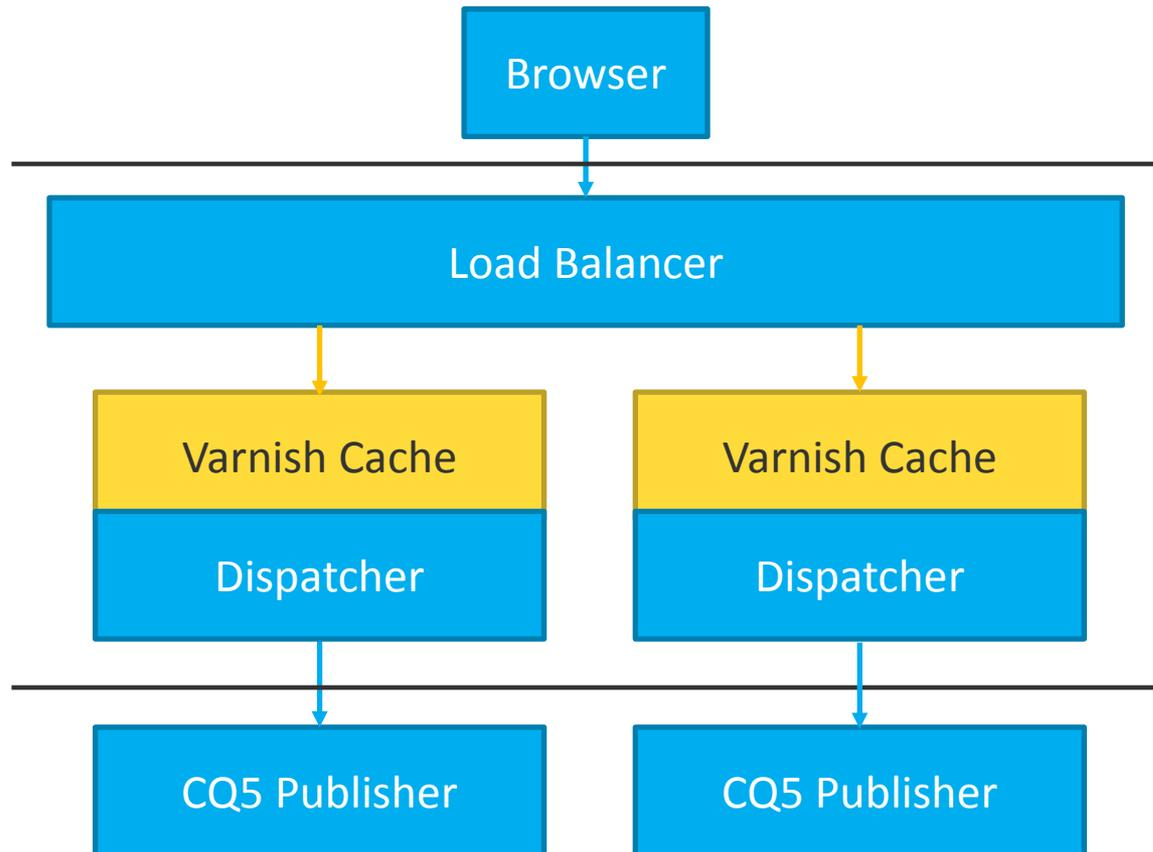 Browser
Load Balancer
Varnish Cache
Varnish Cache
Dispatcher
Dispatcher
CQ5 Publisher
CQ5 Publisher